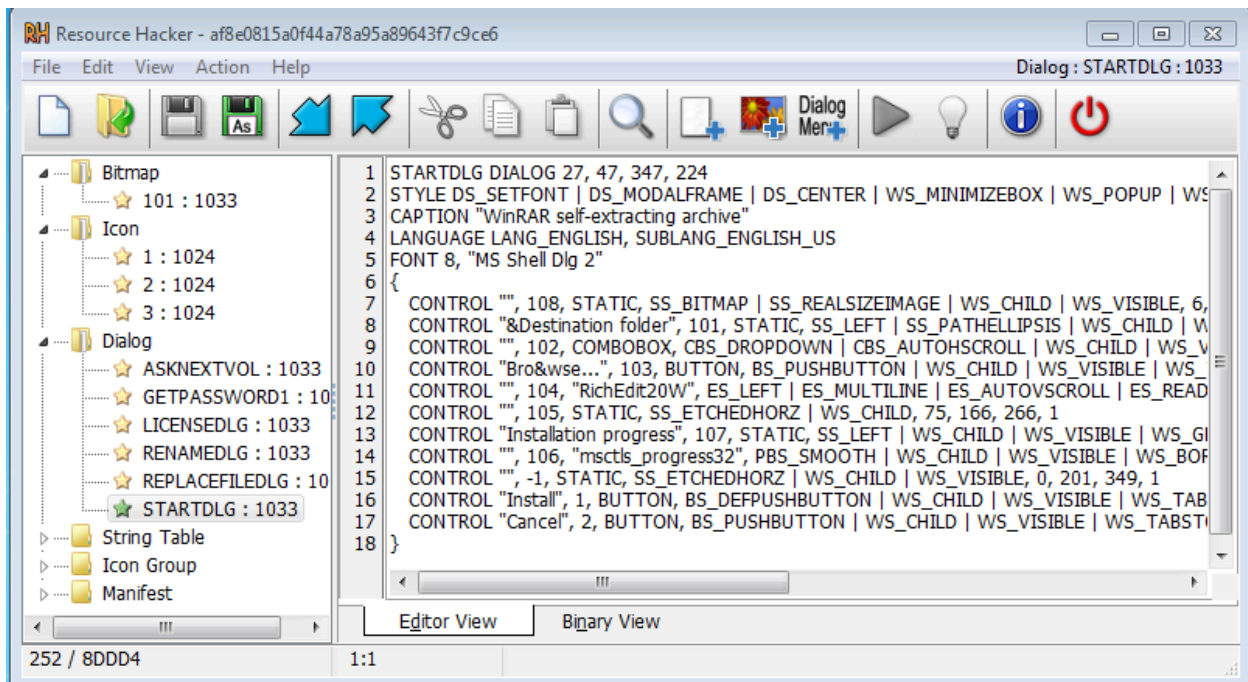 Resource Hacker - af8e0815a0f44a78a95a89643f7c9ce6
File Edit View Action Help
Dialog : STARTDLG : 1033
As
Dialog
Menu
Bitmap
101 : 1033
Icon
1 : 1024
2 : 1024
3 : 1024
Dialog
ASKNEXTVOL : 1033
GETPASSWORD1 : 10
LICENSEDLG : 1033
RENAMEDLG : 1033
REPLACEFILEDLG : 10
STARTDLG : 1033
String Table
Icon Group
Manifest
1 STARTDLG DIALOG 27, 47, 347, 224
2 STYLE DS_SETFONT | DS_MODALFRAME | DS_CENTER | WS_MINIMIZEBOX | WS_POPUP | WS
3 CAPTION "WinRAR self-extracting archive"
4 LANGUAGE LANG_ENGLISH, SUBLANG_ENGLISH_US
5 FONT 8, "MS Shell Dlg 2"
6 {
7 CONTROL "", 108, STATIC, SS_BITMAP | SS_REALSIZEIMAGE | WS_CHILD | WS_VISIBLE, 6,
8 CONTROL "&Destination folder", 101, STATIC, SS_LEFT | SS_PATHELLIPSIS | WS_CHILD | W
9 CONTROL "", 102, COMBOBOX, CBS_DROPDOWN | CBS_AUTOHSCROLL | WS_CHILD | WS_V
10 CONTROL "Bro&wse...", 103, BUTTON, BS_PUSHBUTTON | WS_CHILD | WS_VISIBLE | WS_
11 CONTROL "", 104, "RichEdit20W", ES_LEFT | ES_MULTILINE | ES_AUTOVSCROLL | ES_READ
12 CONTROL "", 105, STATIC, SS_ETCHEDHORZ | WS_CHILD, 75, 166, 266, 1
13 CONTROL "Installation progress", 107, STATIC, SS_LEFT | WS_CHILD | WS_VISIBLE | WS_GI
14 CONTROL "", 106, "msctls_progress32", PBS_SMOOTH | WS_CHILD | WS_VISIBLE | WS_BOR
15 CONTROL "", -1, STATIC, SS_ETCHEDHORZ | WS_CHILD | WS_VISIBLE, 0, 201, 349, 1
16 CONTROL "Install", 1, BUTTON, BS_DEFPUSHBUTTON | WS_CHILD | WS_VISIBLE | WS_TAB
17 CONTROL "Cancel", 2, BUTTON, BS_PUSHBUTTON | WS_CHILD | WS_VISIBLE | WS_TABST
18 }
Editor View Binary View
252 / 8DDD4 1:1